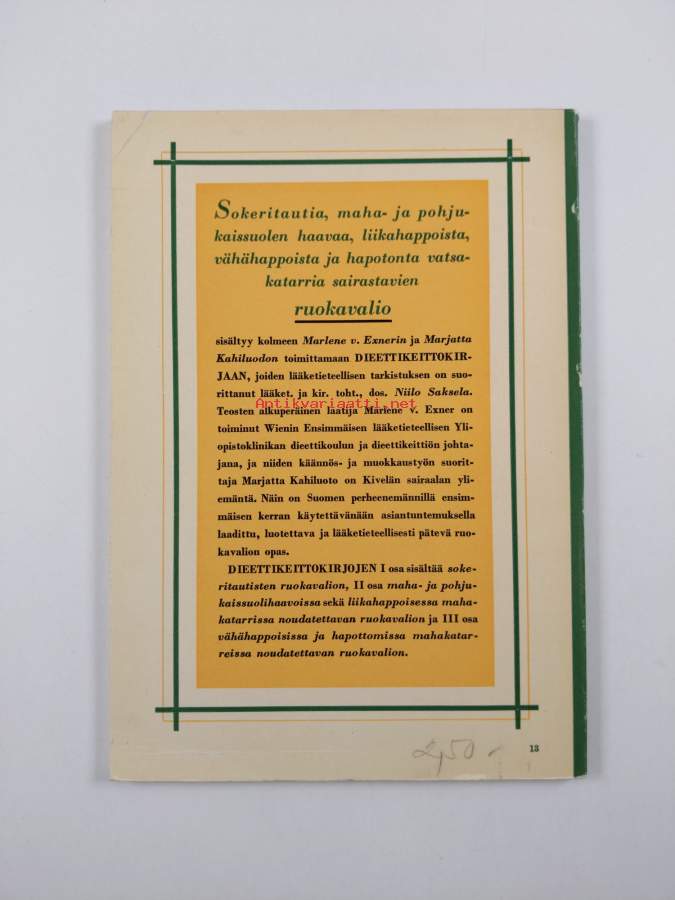 Sokeritautia, maha- ja pohju-
kaissuolen haavaa, liikahappoista,
vähähappoista ja hapotonta vatsa-
katarria sairastavien
ruokavalio
sisältyy kolmeen Marlene v. Exnerin ja Marjatta
Kahiluodon toimittamaan DIEETTIKEITTOKIR-
JAAN, joiden lääketieteellisen tarkistuksen on suo-
rittanut lääket. ja kir. toht., dos. Niilo Saksela.
Antikvariaatti.net
Teosten alkuperäinen laatija Marlene v. Exner on
toiminut Wienin Ensimmäisen lääketieteellisen Yli-
opistoklinikan dieettikoulun ja dieettikeittiön johta-
jana, ja niiden käännös- ja muokkaustyön suorit-
taja Marjatta Kahiluoto on Kivelän sairaalan yli-
emäntä. Näin on Suomen perheenemännillä ensim-
mäisen kerran käytettävänään asiantuntemuksella
laadittu, luotettava ja lääketieteellisesti pätevä ruo-
kavalion opas.
DIEETTIKEITTOKIRJOJEN I osa sisältää soke-
ritautisten ruokavalion, II osa maha- ja pohju-
kaissuolihaavoissa sekä liikahappoisessa maha-
katarrissa noudatettavan ruokavalion ja III osa
vähähappoisissa ja hapottomissa mahakatar-
reissa noudatettavan ruokavalion.
2,50
18